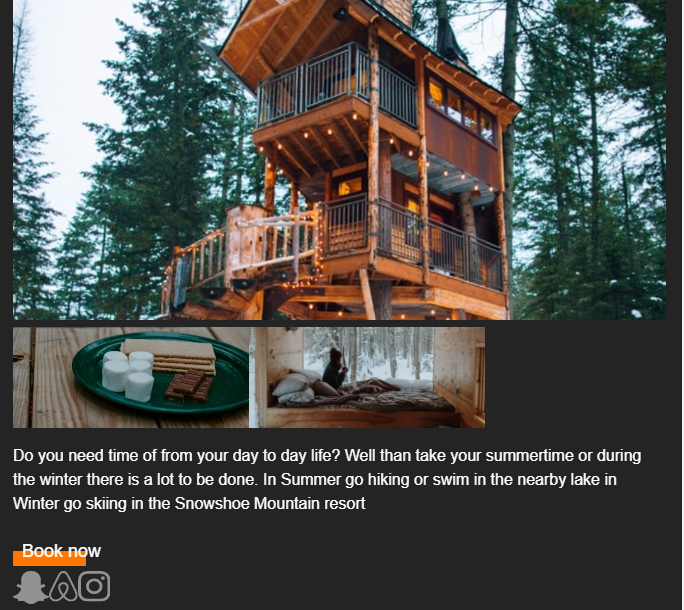 Do you need time of from your day to day life? Well than take your summertime or during
the winter there is a lot to be done. In Summer go hiking or swim in the nearby lake in
Winter go skiing in the Snowshoe Mountain resort
Book now